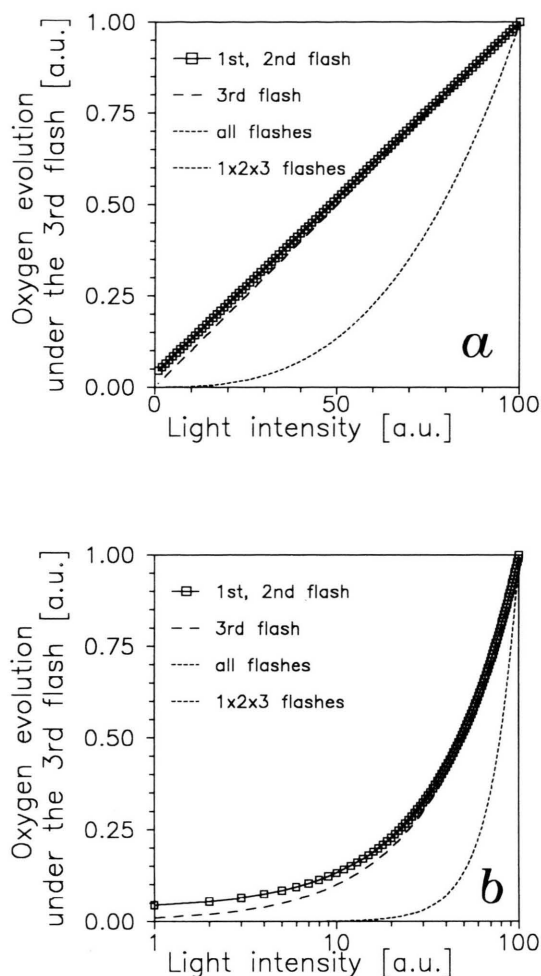 Oxygen evolution
under the 3rd flash [a.u.]
1.00
0.75
0.50
0.25
0.00
1st, 2nd flash
3rd flash
all flashes
1x2x3 flashes
a
0
50
100
Light intensity [a.u.]
Oxygen evolution
under the 3rd flash [a.u.]
1.00
0.75
0.50
0.25
0.00
1st, 2nd flash
3rd flash
all flashes
1x2x3 flashes
b
1
10
100
Light intensity [a.u.]